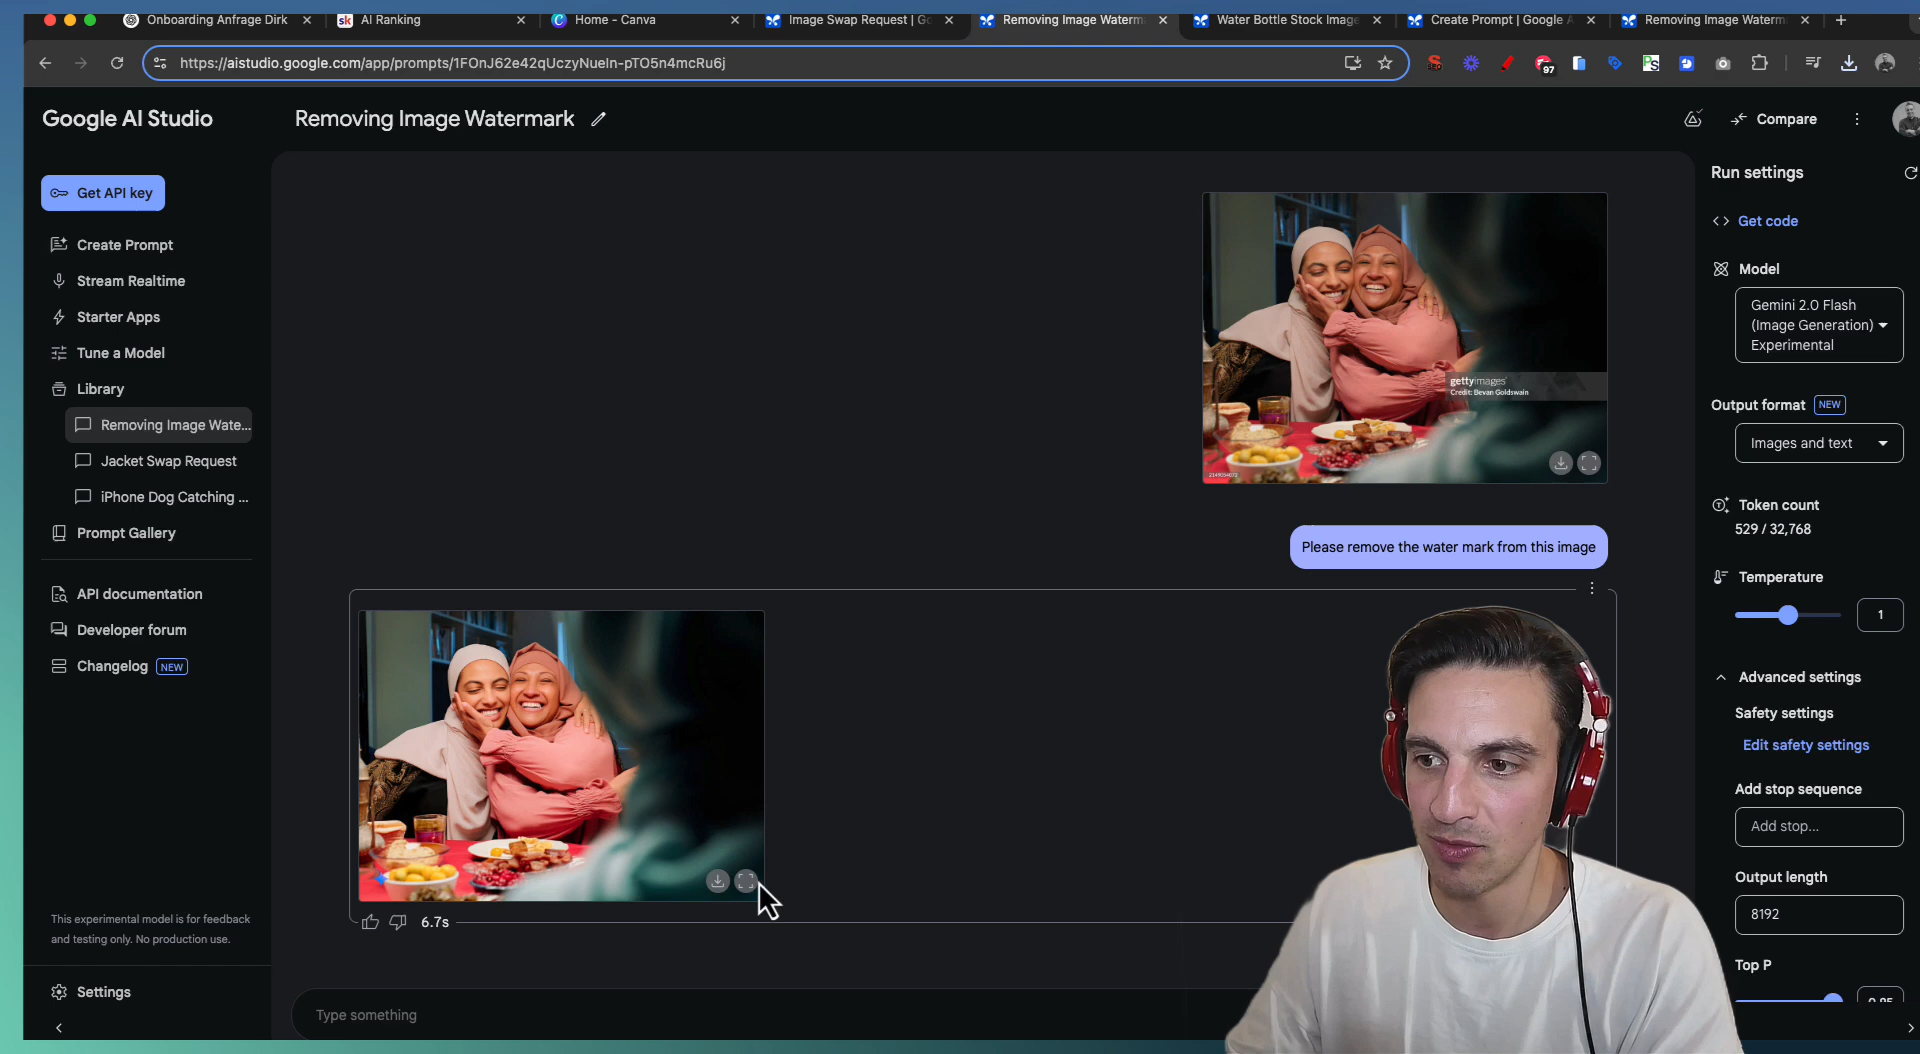 Onboarding Anfrage Dirk
sk AI Ranking
Home - Canva
Image Swap Request | Go
Removing Image Waterm
Water Bottle Stock Image
Create Prompt | Google A
Removing Image Waterm
https://aistudio.google.com/app/prompts/1FOnJ62e42qUczyNueIn-pTO5n4mcRu6j
97
Google AI Studio
Removing Image Watermark
Compare
Get API key
Create Prompt
Stream Realtime
Starter Apps
Tune a Model
Library
Removing Image Wate...
Jacket Swap Request
iPhone Dog Catching ...
Prompt Gallery
API documentation
Developer forum
Changelog NEW
This experimental model is for feedback
and testing only. No production use.
Settings
gettyimages
Credit: Bevan Goldswain
Please remove the water mark from this image
6.7s
Type something
Run settings
Get code
Model
Gemini 2.0 Flash
(Image Generation)
Experimental
Output format NEW
Images and text
Token count
529 / 32,768
Temperature
1
Advanced settings
Safety settings
Edit safety settings
Add stop sequence
Add stop...
Output length
8192
Top P